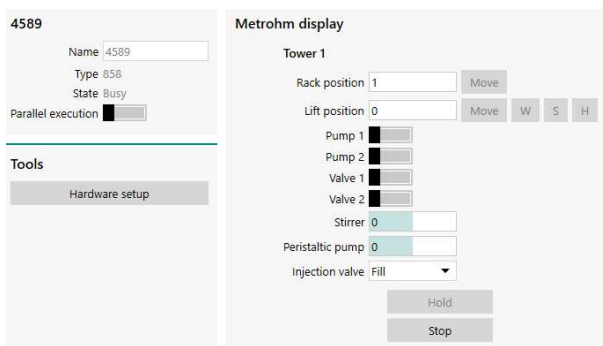 4589
Name 4589
Type 858
State Busy
Parallel execution
Tools
Hardware setup
Metrohm display
Tower 1
Rack position 1 Move
Lift position 0 Move W S H
Pump 1
Pump 2
Valve 1
Valve 2
Stirrer 0
Peristaltic pump 0
Injection valve Fill
Hold
Stop